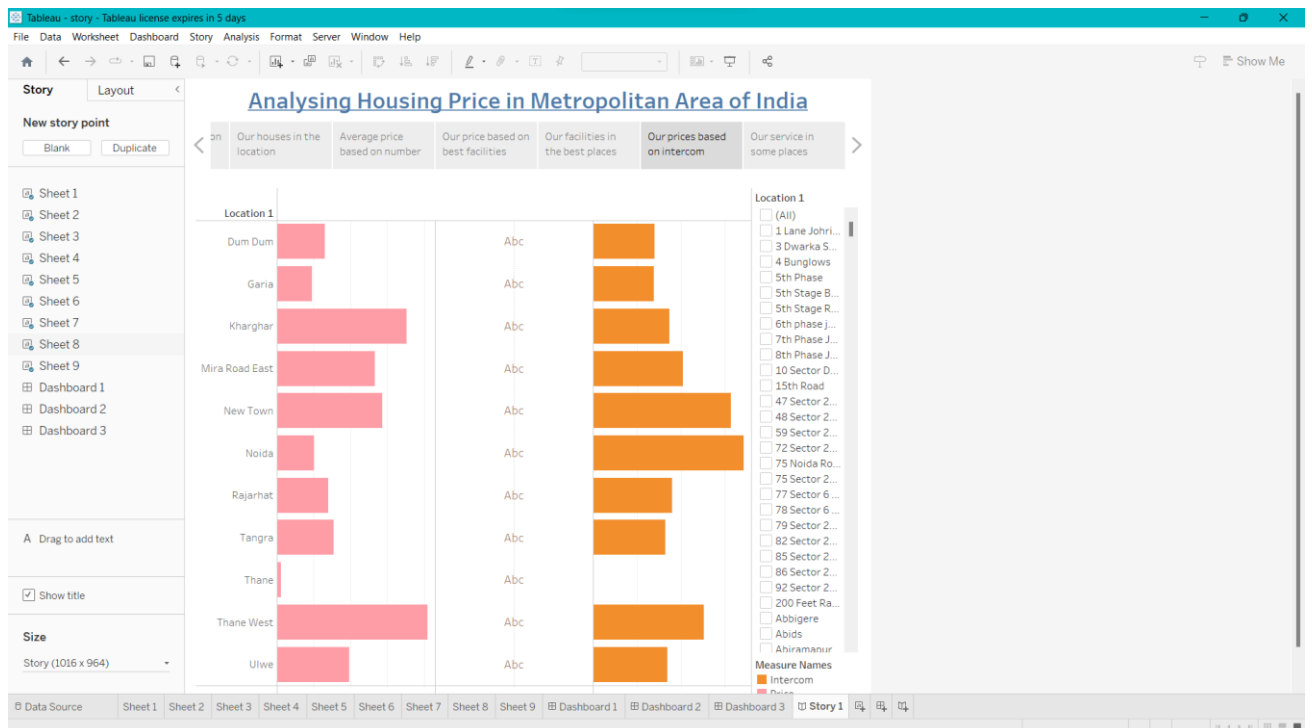 Tableau - story - Tableau license expires in 5 days
File Data Worksheet Dashboard Story Analysis Format Server Window Help
Show Me
Story Layout
New story point
Blank Duplicate
Sheet 1
Sheet 2
Sheet 3
Sheet 4
Sheet 5
Sheet 6
Sheet 7
Sheet 8
Sheet 9
Dashboard 1
Dashboard 2
Dashboard 3
A Drag to add text
Show title
Size
Story (1016 x 964)
Analysing Housing Price in Metropolitan Area of India
on
Our houses in the
location
Average price
based on number
Our price based on
best facilities
Our facilities in
the best places
Our prices based
on intercom
Our service in
some places
Location 1
Dum Dum Abc
Garia Abc
Kharghar Abc
Mira Road East Abc
New Town Abc
Noida Abc
Rajarhat Abc
Tangra Abc
Thane Abc
Thane West Abc
Ulwe Abc
Location 1
(All)
1 Lane Johri...
3 Dwarka S...
4 Bunglows
5th Phase
5th Stage B...
5th Stage R...
6th phase j...
7th Phase J...
8th Phase J...
10 Sector D...
15th Road
47 Sector 2...
48 Sector 2...
59 Sector 2...
72 Sector 2...
75 Noida Ro...
75 Sector 2...
77 Sector 6 ...
78 Sector 6 ...
79 Sector 2...
82 Sector 2...
85 Sector 2...
86 Sector 2...
92 Sector 2...
200 Feet Ra...
Abbigere
Abids
Abirampur
Measure Names
Intercom
Price
Data Source Sheet 1 Sheet 2 Sheet 3 Sheet 4 Sheet 5 Sheet 6 Sheet 7 Sheet 8 Sheet 9 Dashboard 1 Dashboard 2 Dashboard 3 Story 1